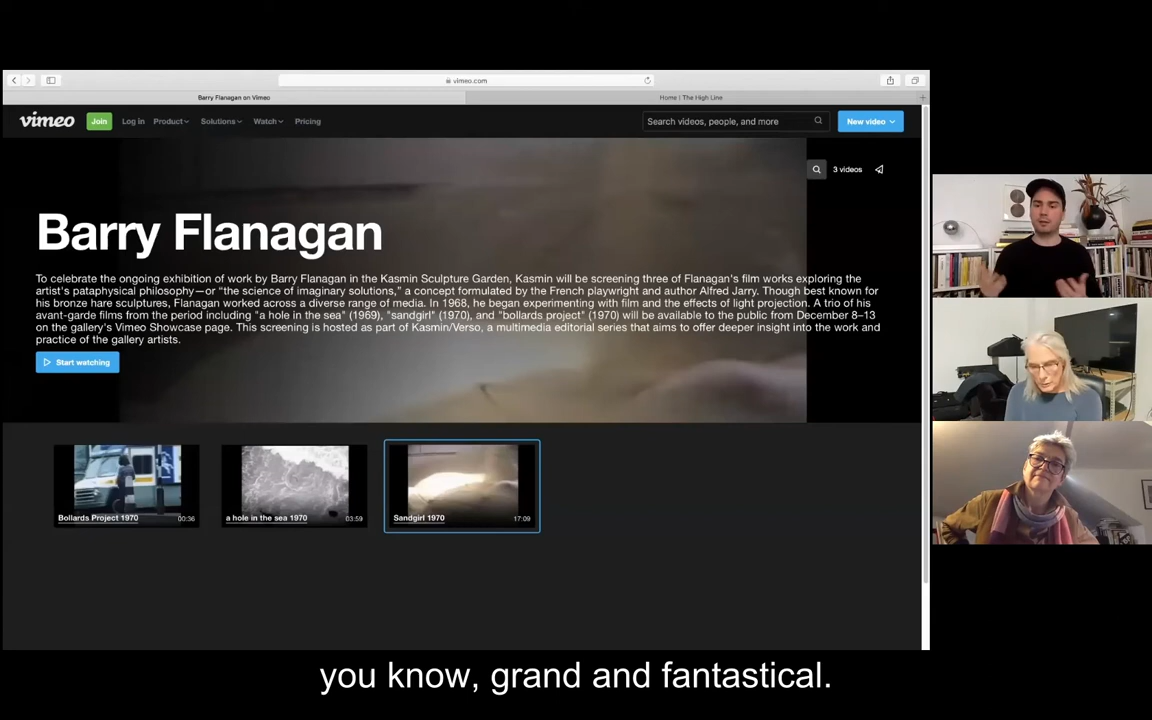 vimeo.com
Barry Flanagan on Vimeo
Home | The High Line
vimeo
Join
Log in
Product
Solutions
Watch
Pricing
Search videos, people, and more
New video
3 videos
Barry Flanagan
To celebrate the ongoing exhibition of work by Barry Flanagan in the Kasmin Sculpture Garden, Kasmin will be screening three of Flanagan's film works exploring the
artist's pataphysical philosophy—or “the science of imaginary solutions,” a concept formulated by the French playwright and author Alfred Jarry. Though best known for
his bronze hare sculptures, Flanagan worked across a diverse range of media. In 1968, he began experimenting with film and the effects of light projection. A trio of his
avant-garde films from the period including "a hole in the sea" (1969), "sandgirl" (1970), and "bollards project" (1970) will be available to the public from December 8–13
on the gallery's Vimeo Showcase page. This screening is hosted as part of Kasmin/Verso, a multimedia editorial series that aims to offer deeper insight into the work and
practice of the gallery artists.
Start watching
Bollards Project 1970
00:36
a hole in the sea 1970
03:59
Sandgirl 1970
17:09
you know, grand and fantastical.